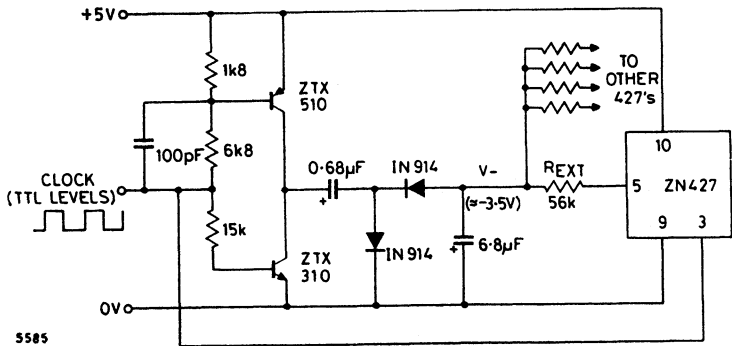 +5V
1k8
ZTX
510
100pF
6k8
CLOCK
(TTL LEVELS)
15k
ZTX
310
0V
0·68µF
+
IN 914
IN 914
V-
(≈-3·5V)
6·8µF
+
REXT
56k
TO
OTHER
427's
10
5
ZN427
9
3
5585